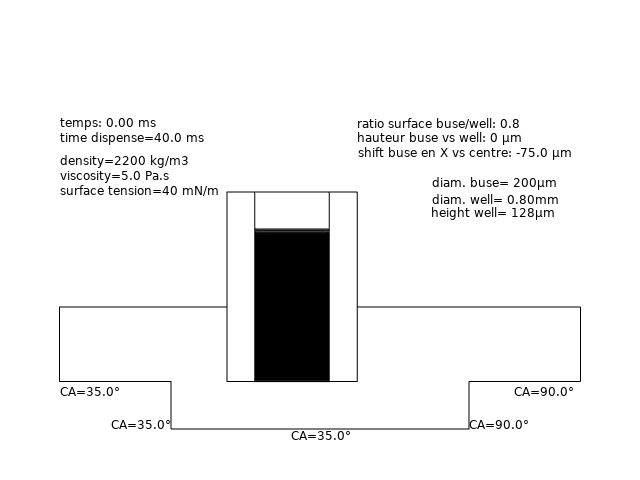 temps: 0.00 ms
time dispense=40.0 ms
density=2200 kg/m3
viscosity=5.0 Pa.s
surface tension=40 mN/m
ratio surface buse/well: 0.8
hauteur buse vs well: 0 µm
shift buse en X vs centre: -75.0 µm
diam. buse= 200µm
diam. well= 0.80mm
height well= 128µm
CA=35.0°
CA=90.0°
CA=35.0°
CA=90.0°
CA=35.0°